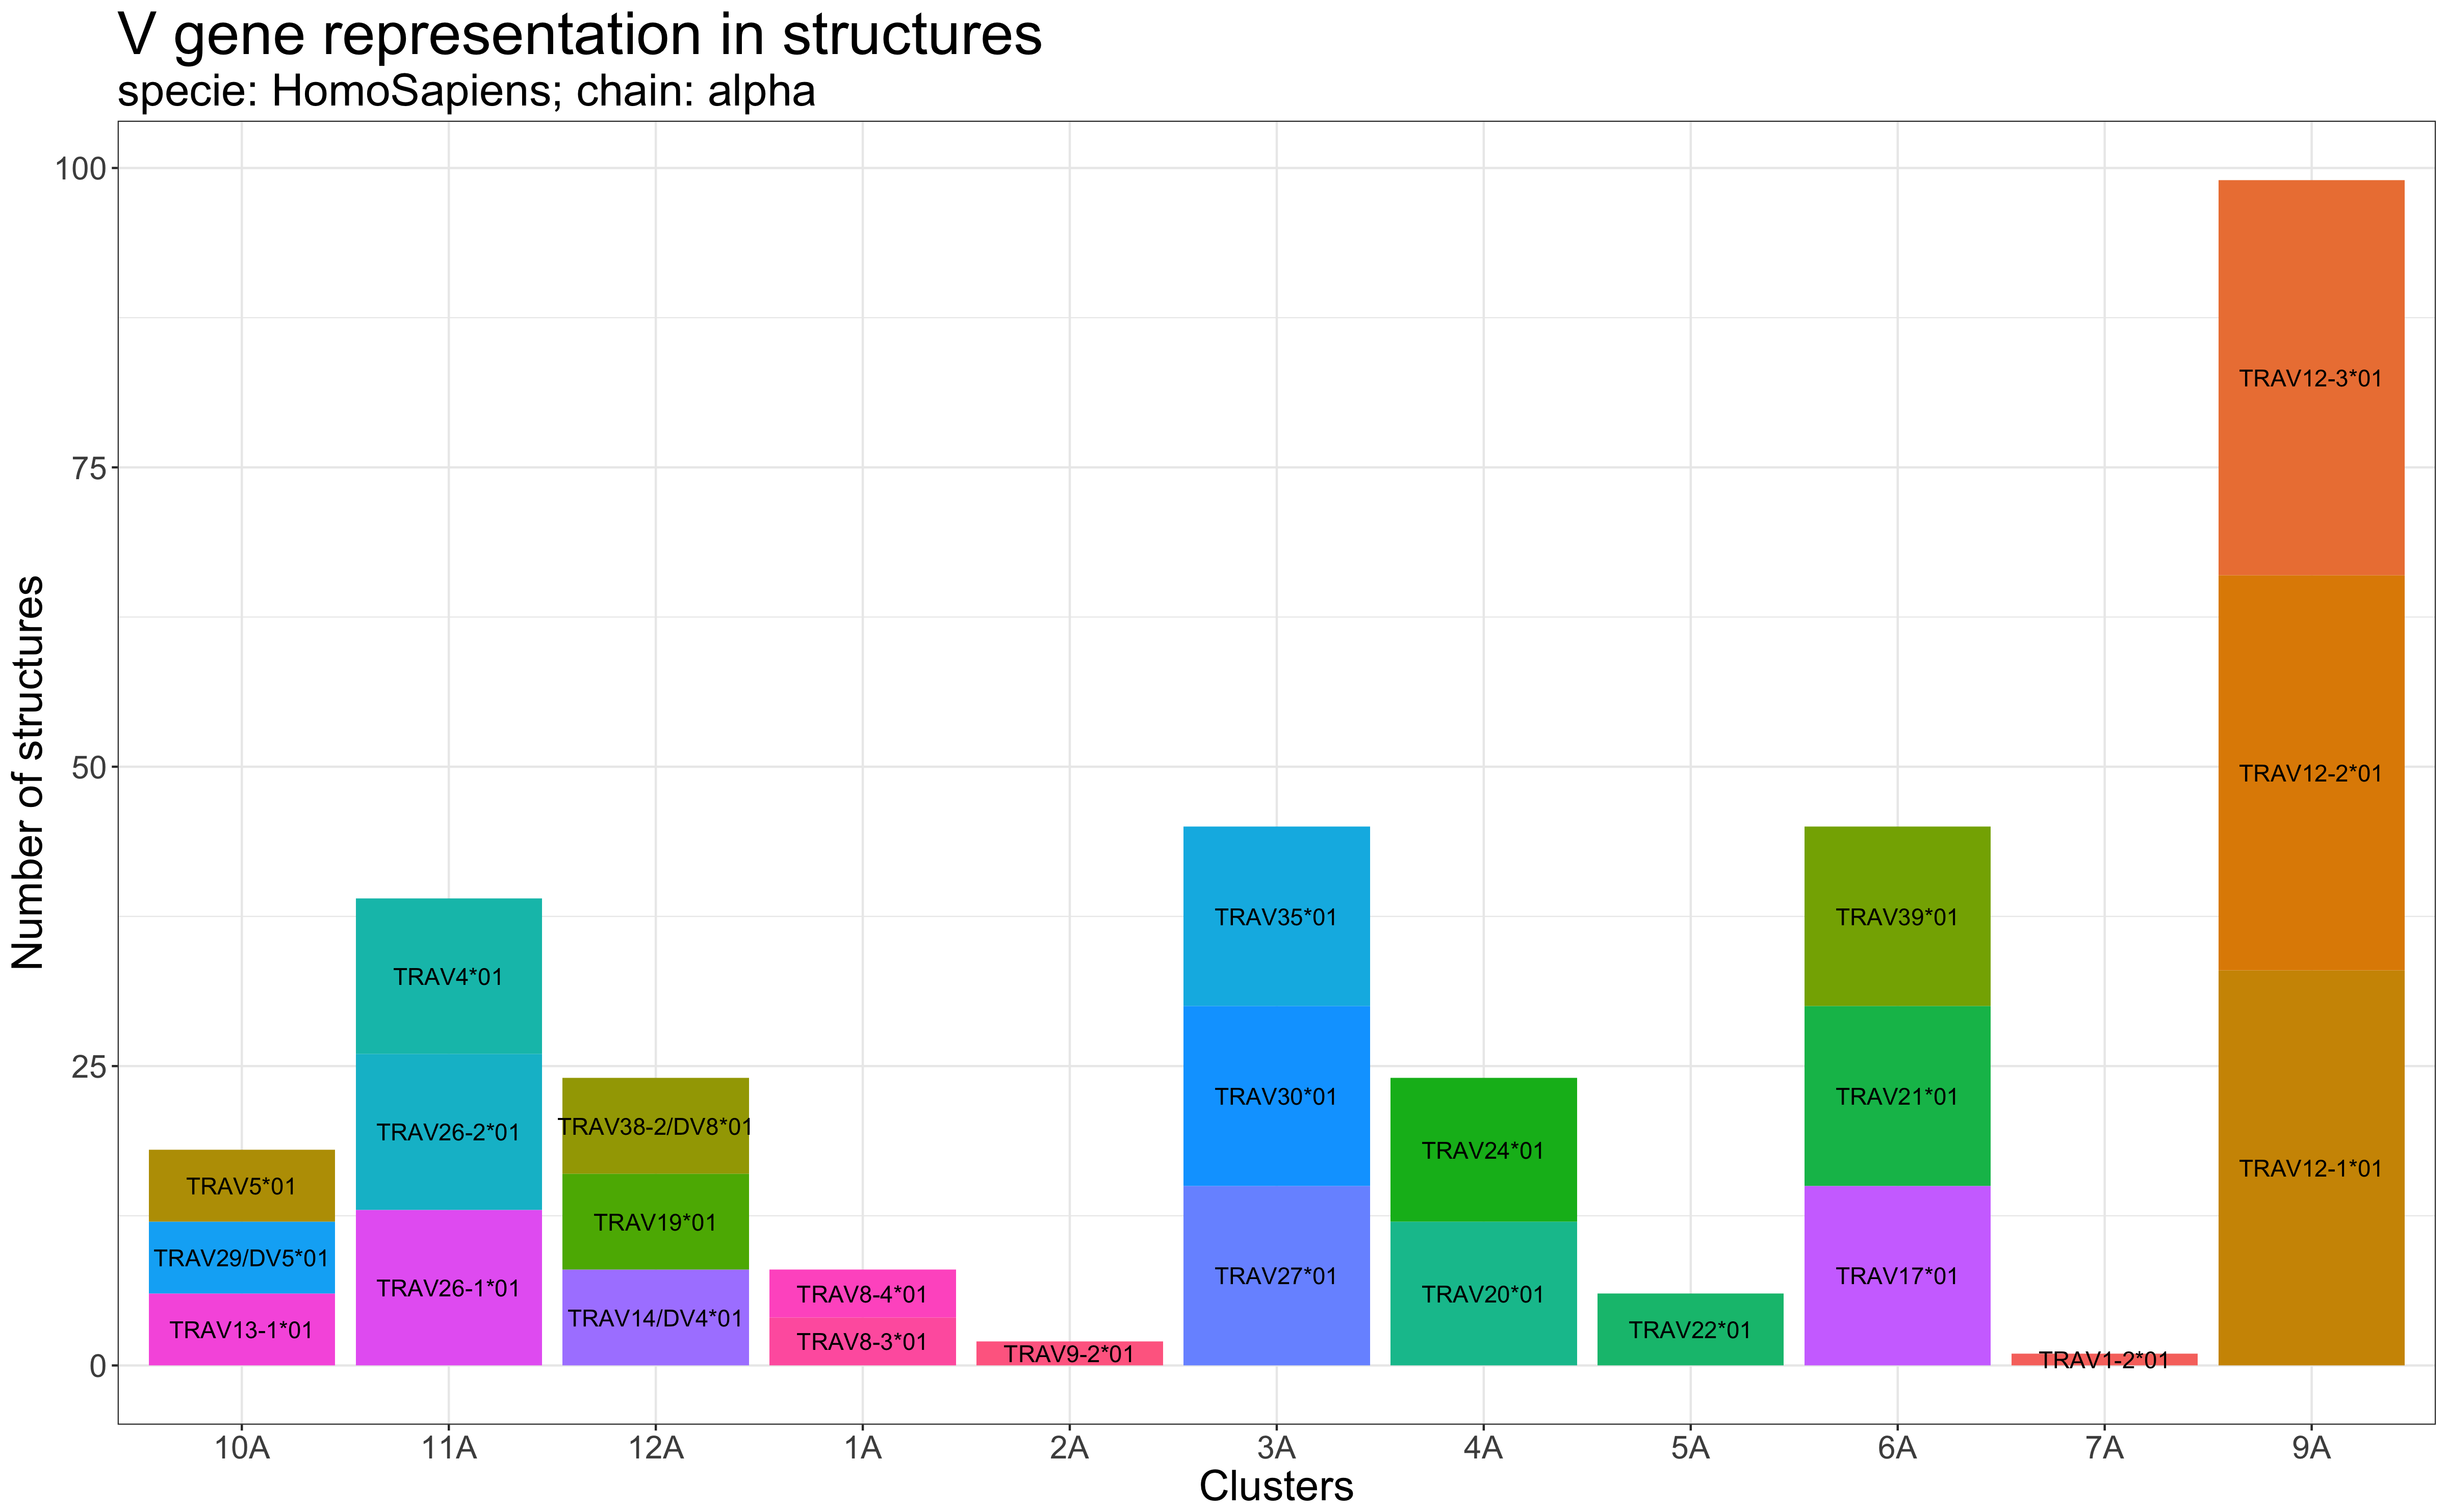 V gene representation in structures
specie: HomoSapiens; chain: alpha
Number of structures
100
75
50
25
0
TRAV5*01
TRAV29/DV5*01
TRAV13-1*01
TRAV4*01
TRAV26-2*01
TRAV26-1*01
TRAV38-2/DV8*01
TRAV19*01
TRAV14/DV4*01
TRAV8-4*01
TRAV8-3*01
TRAV9-2*01
TRAV35*01
TRAV30*01
TRAV27*01
TRAV24*01
TRAV20*01
TRAV22*01
TRAV39*01
TRAV21*01
TRAV17*01
TRAV1-2*01
TRAV12-3*01
TRAV12-2*01
TRAV12-1*01
10A 11A 12A 1A 2A 3A 4A 5A 6A 7A 9A
Clusters